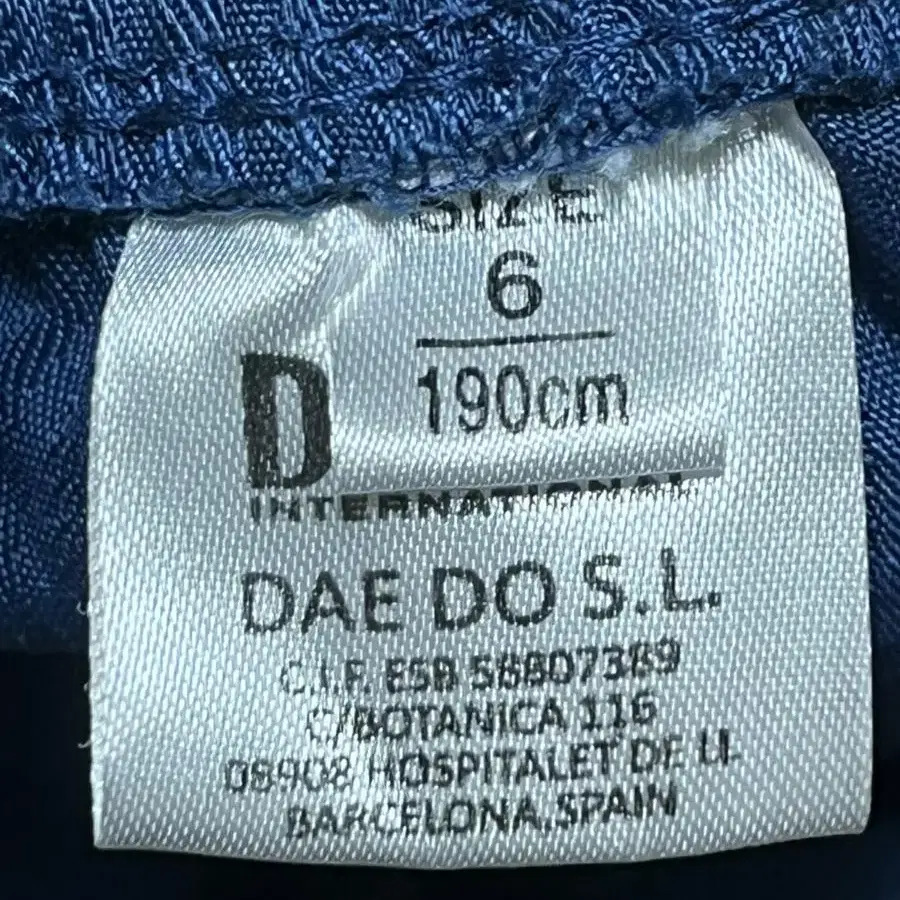 SIZE
6
190cm
D
INTERNATIONAL
DAE DO S.L.
C.I.F. ESB 58807389
C/BOTANICA 116
08908 HOSPITALET DE LL
BARCELONA,SPAIN